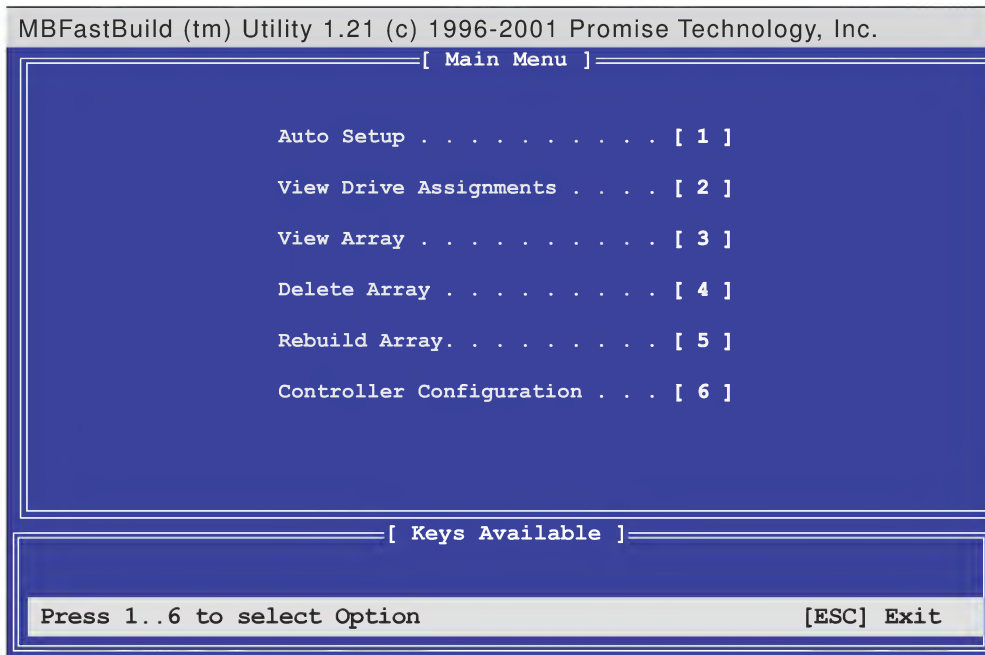 MBFastBuild (tm) Utility 1.21 (c) 1996-2001 Promise Technology, Inc.
[ Main Menu ]
Auto Setup . . . . . . . . . . [ 1 ]
View Drive Assignments . . . . [ 2 ]
View Array . . . . . . . . . . [ 3 ]
Delete Array . . . . . . . . . [ 4 ]
Rebuild Array. . . . . . . . . [ 5 ]
Controller Configuration . . . [ 6 ]
[ Keys Available ]
Press 1..6 to select Option [ESC] Exit